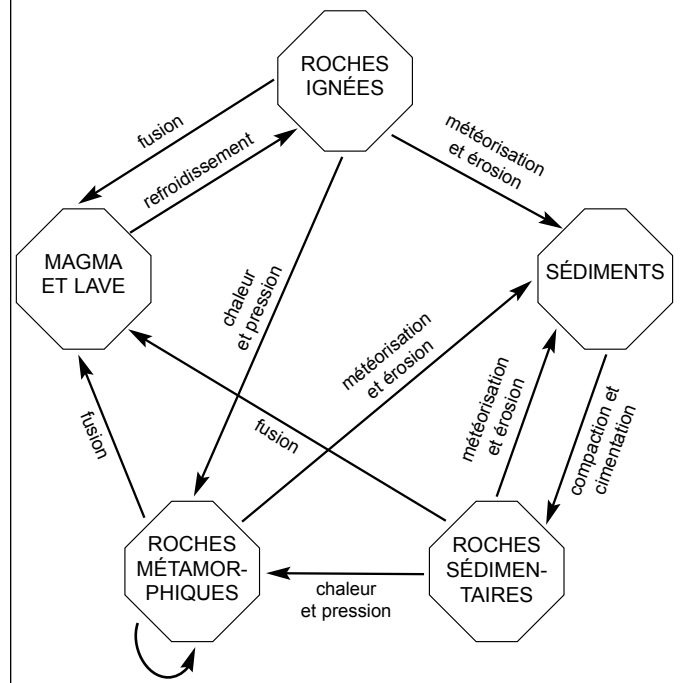 ROCHES
IGNÉES
fusion
refroidissement
météorisation
et érosion
MAGMA
ET LAVE
SÉDIMENTS
chaleur
et pression
météorisation
et érosion
fusion
fusion
météorisation
et érosion
compaction et
cimentation
ROCHES
MÉTAMOR-
PHIQUES
chaleur
et pression
ROCHES
SÉDIMEN-
TAIRES